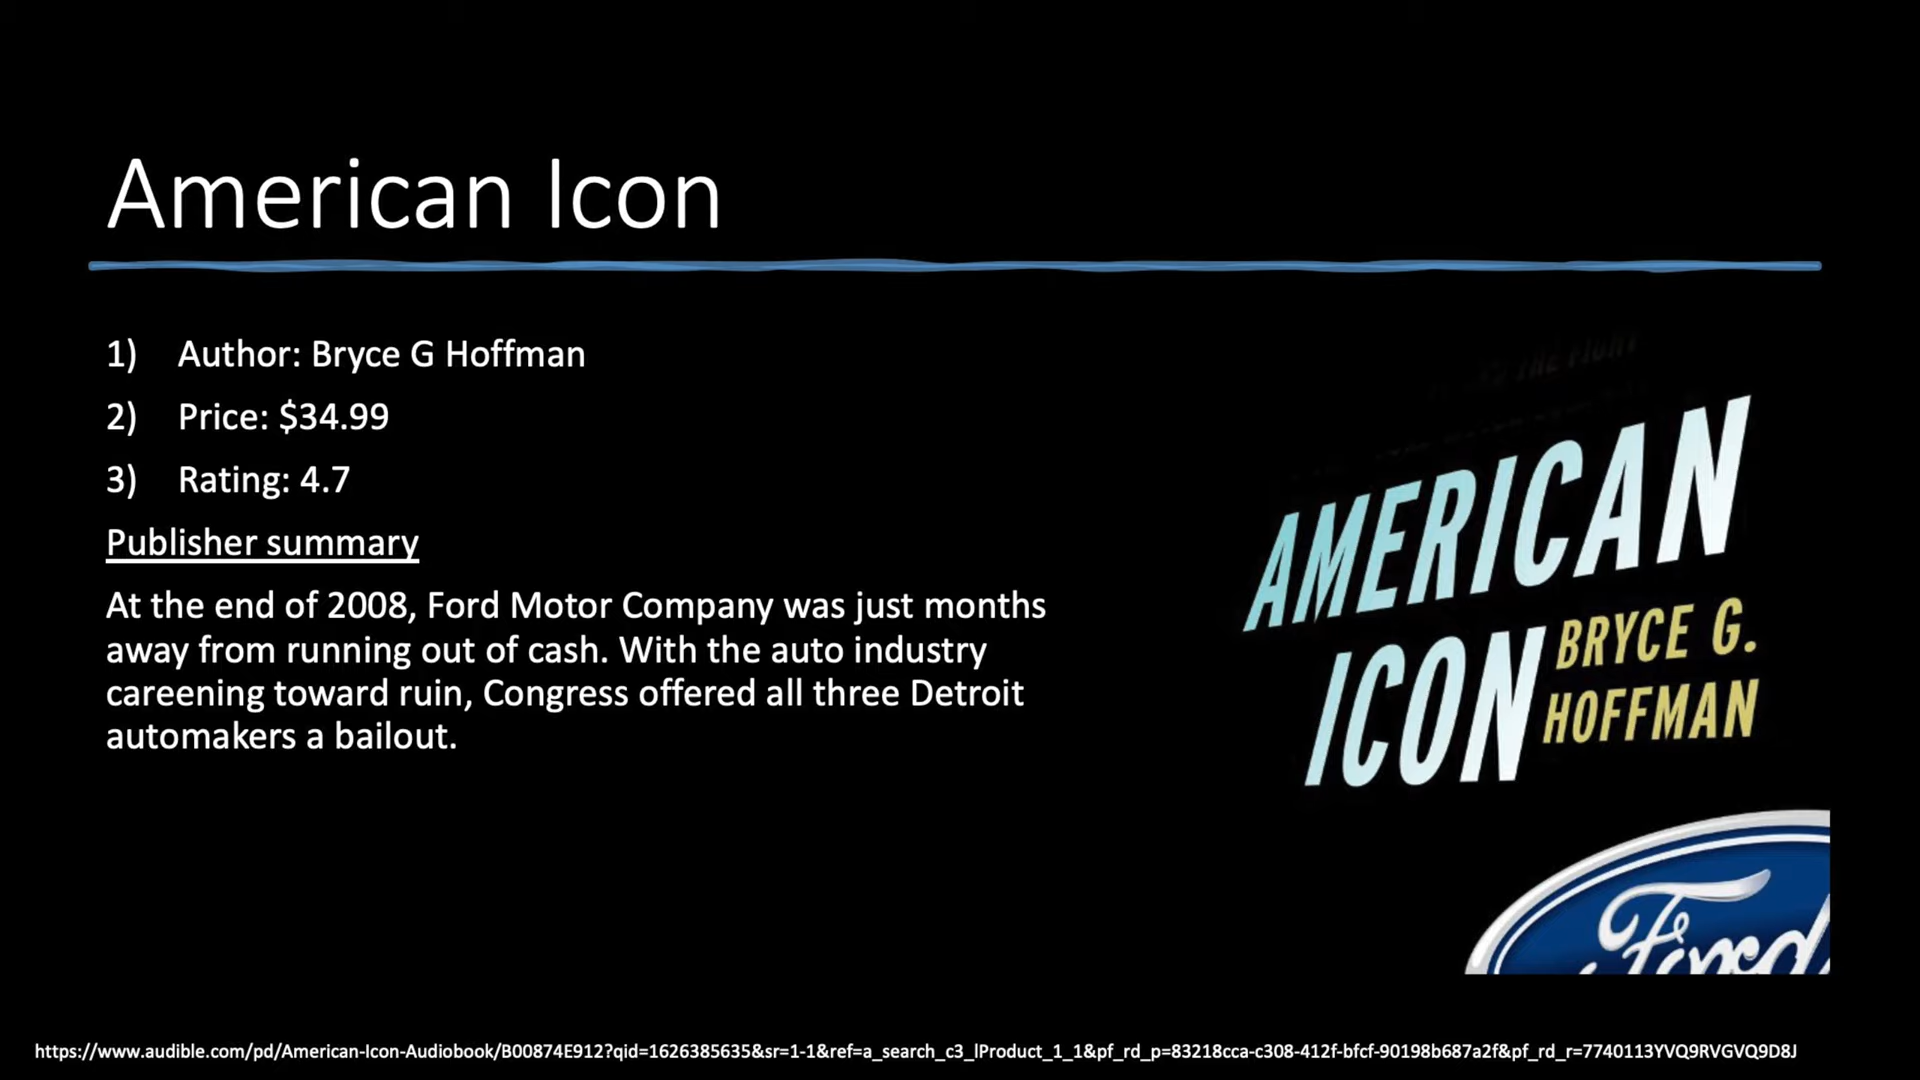 American Icon
1) Author: Bryce G Hoffman
2) Price: $34.99
3) Rating: 4.7
Publisher summary
At the end of 2008, Ford Motor Company was just months
away from running out of cash. With the auto industry
careening toward ruin, Congress offered all three Detroit
automakers a bailout.
THE FIGHT
AMERICAN
ICON
BRYCE G.
HOFFMAN
Ford
https://www.audible.com/pd/American-Icon-Audiobook/B00874E912?qid=1626385635&sr=1-1&ref=a_search_c3_lProduct_1_1&pf_rd_p=83218cca-c308-412f-bfcf-90198b687a2f&pf_rd_r=7740113YVQ9RVGVQ9D8J